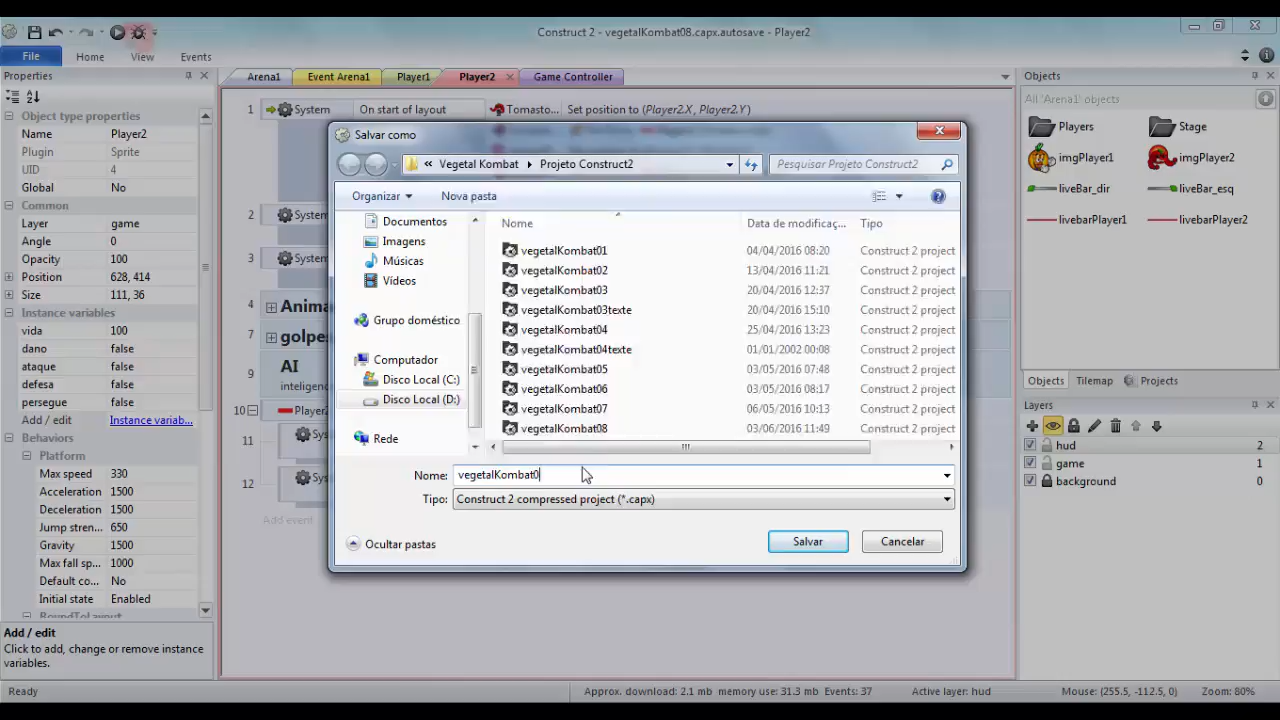 Construct 2 - vegetalKombat08.capx.autosave - Player2
File Home View Events
Properties
Object type properties
Name Player2
Plugin Sprite
UID 4
Global No
Common
Layer game
Angle 0
Opacity 100
Position 628, 414
Size 111, 36
Instance variables
vida 100
dano false
ataque false
defesa false
persegue false
Add / edit Instance variab...
Behaviors
Platform
Max speed 330
Acceleration 1500
Deceleration 1500
Jump stren... 650
Gravity 1500
Max fall sp... 1000
Default co... No
Initial state Enabled
BoundToLayout
Add / edit
Click to add, change or remove instance
variables.
Arena1 Event Arena1 Player1 Player2 Game Controller
1 System On start of layout Tomasto... Set position to (Player2.X, Player2.Y)
2 System
3 System
4 Anima
7 golpes
9 AI
inteligenc
10 Player2
11 Sys
12 Sys
Add event
Salvar como
« Vegetal Kombat Projeto Construct2 Pesquisar Projeto Construct2
Organizar Nova pasta
Documentos
Imagens
Músicas
Vídeos
Grupo doméstico
Computador
Disco Local (C:)
Disco Local (D:)
Rede
Nome Data de modificaç... Tipo
vegetalKombat01 04/04/2016 08:20 Construct 2 project
vegetalKombat02 13/04/2016 11:21 Construct 2 project
vegetalKombat03 20/04/2016 12:37 Construct 2 project
vegetalKombat03texte 20/04/2016 15:10 Construct 2 project
vegetalKombat04 25/04/2016 13:23 Construct 2 project
vegetalKombat04texte 01/01/2002 00:08 Construct 2 project
vegetalKombat05 03/05/2016 07:48 Construct 2 project
vegetalKombat06 03/05/2016 08:17 Construct 2 project
vegetalKombat07 06/05/2016 10:13 Construct 2 project
vegetalKombat08 03/06/2016 11:49 Construct 2 project
Nome: vegetalKombat0
Tipo: Construct 2 compressed project (*.capx)
Ocultar pastas Salvar Cancelar
Objects
All 'Arena1' objects
Players Stage
imgPlayer1 imgPlayer2
liveBar_dir liveBar_esq
livebarPlayer1 livebarPlayer2
Objects Tilemap Projects
Layers
hud 2
game 1
background 0
Ready Approx. download: 2.1 mb memory use: 31.3 mb Events: 37 Active layer: hud Mouse: (255.5, -112.5, 0) Zoom: 80%